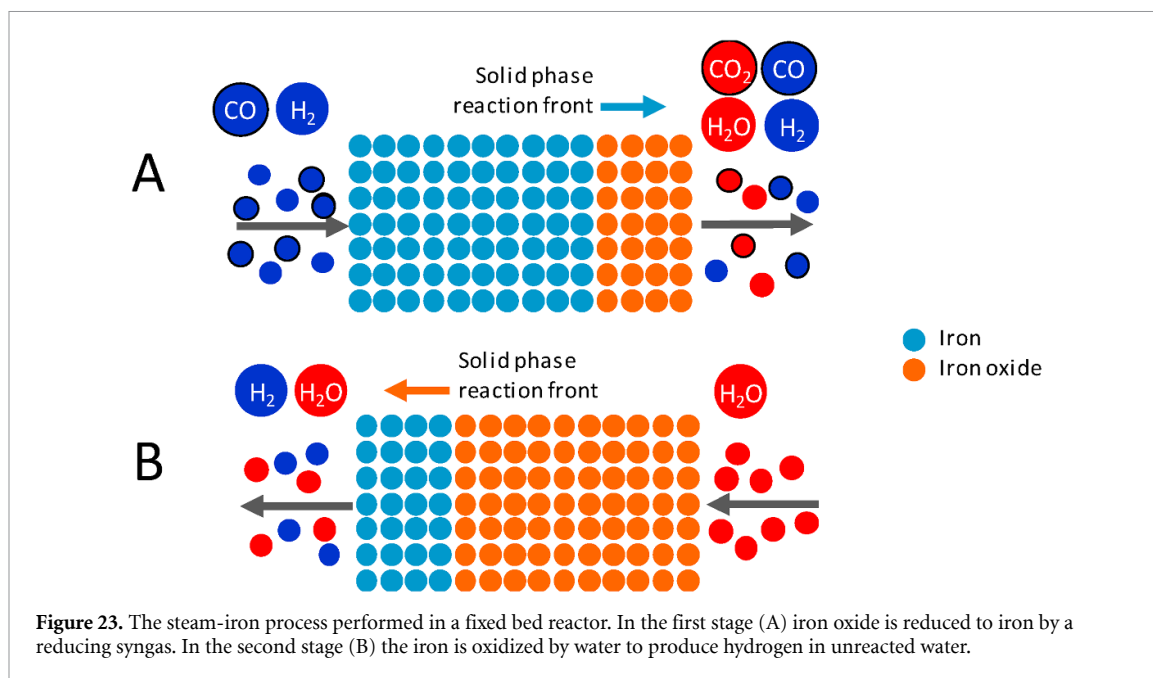 Solid phase
reaction front
CO H₂
CO₂ CO
H₂O H₂
A
Iron
Iron oxide
Solid phase
reaction front
H₂ H₂O
H₂O
B
Figure 23. The steam-iron process performed in a fixed bed reactor. In the first stage (A) iron oxide is reduced to iron by a
reducing syngas. In the second stage (B) the iron is oxidized by water to produce hydrogen in unreacted water.